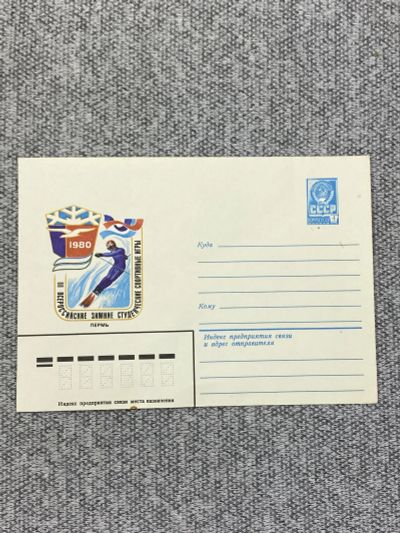 СССР
1980
III ВСЕРОССИЙСКИЕ ЗИМНИЕ СТУДЕНЧЕСКИЕ СПОРТИВНЫЕ ИГРЫ
ПЕРМЬ
Куда
Кому
Индекс предприятия связи
и адрес отправителя
Индекс предприятия связи места назначения